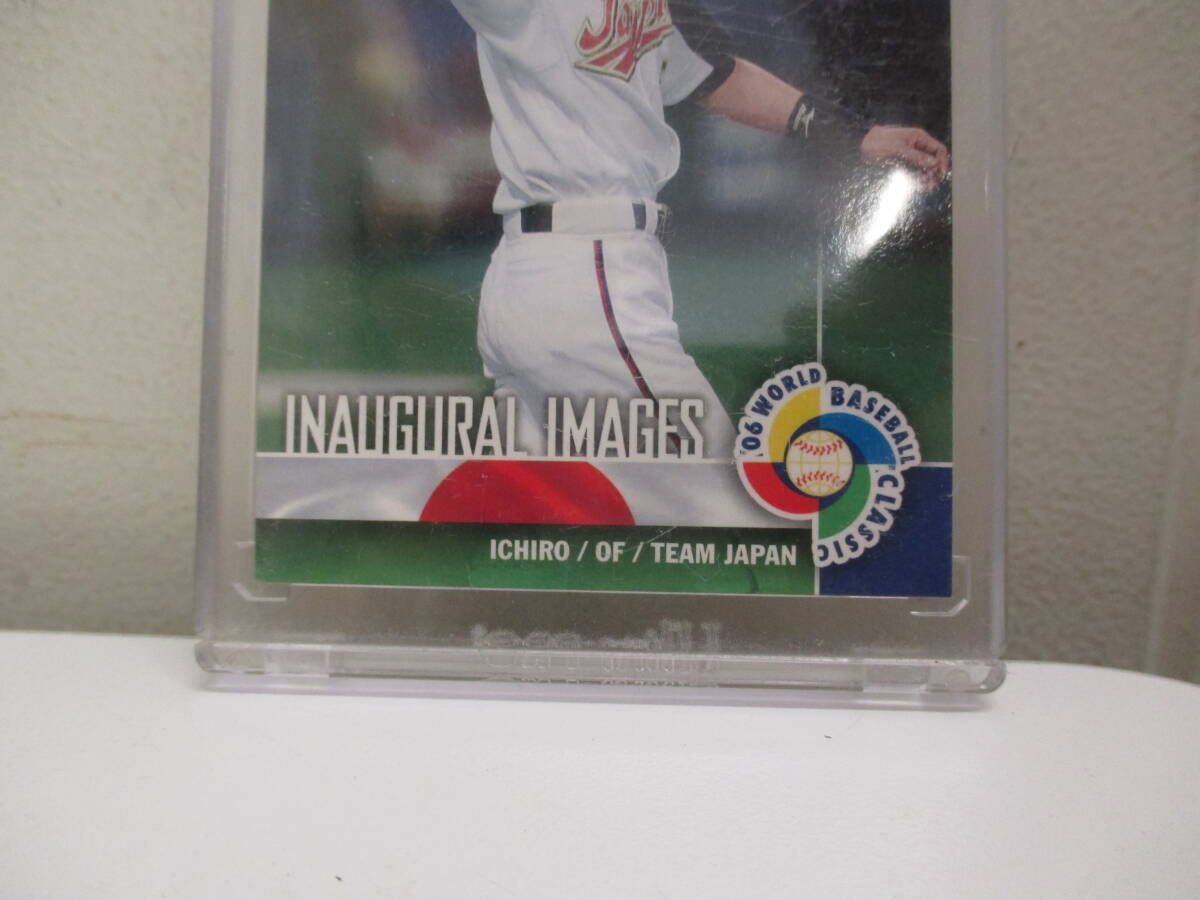 Japan
INAUGURAL IMAGES
'06 WORLD BASEBALL CLASSIC
ICHIRO / OF / TEAM JAPAN